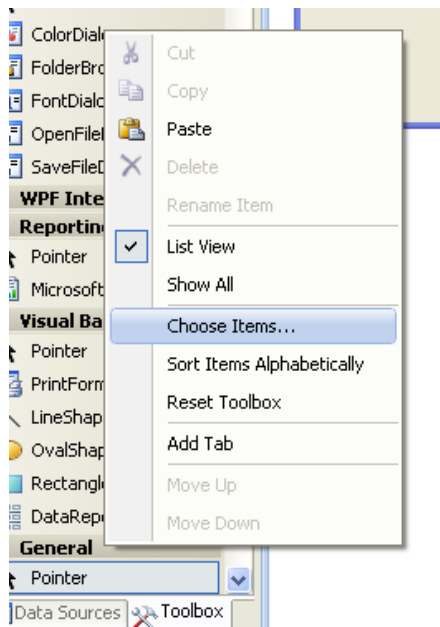 ColorDial
FolderBro
FontDialo
OpenFile
SaveFileD
WPF Inte
Reportin
Pointer
Microsoft
Visual Ba
Pointer
PrintForm
LineShap
OvalShap
Rectangl
DataRepe
General
Pointer
Data Sources
Toolbox
Cut
Copy
Paste
Delete
Rename Item
List View
Show All
Choose Items...
Sort Items Alphabetically
Reset Toolbox
Add Tab
Move Up
Move Down